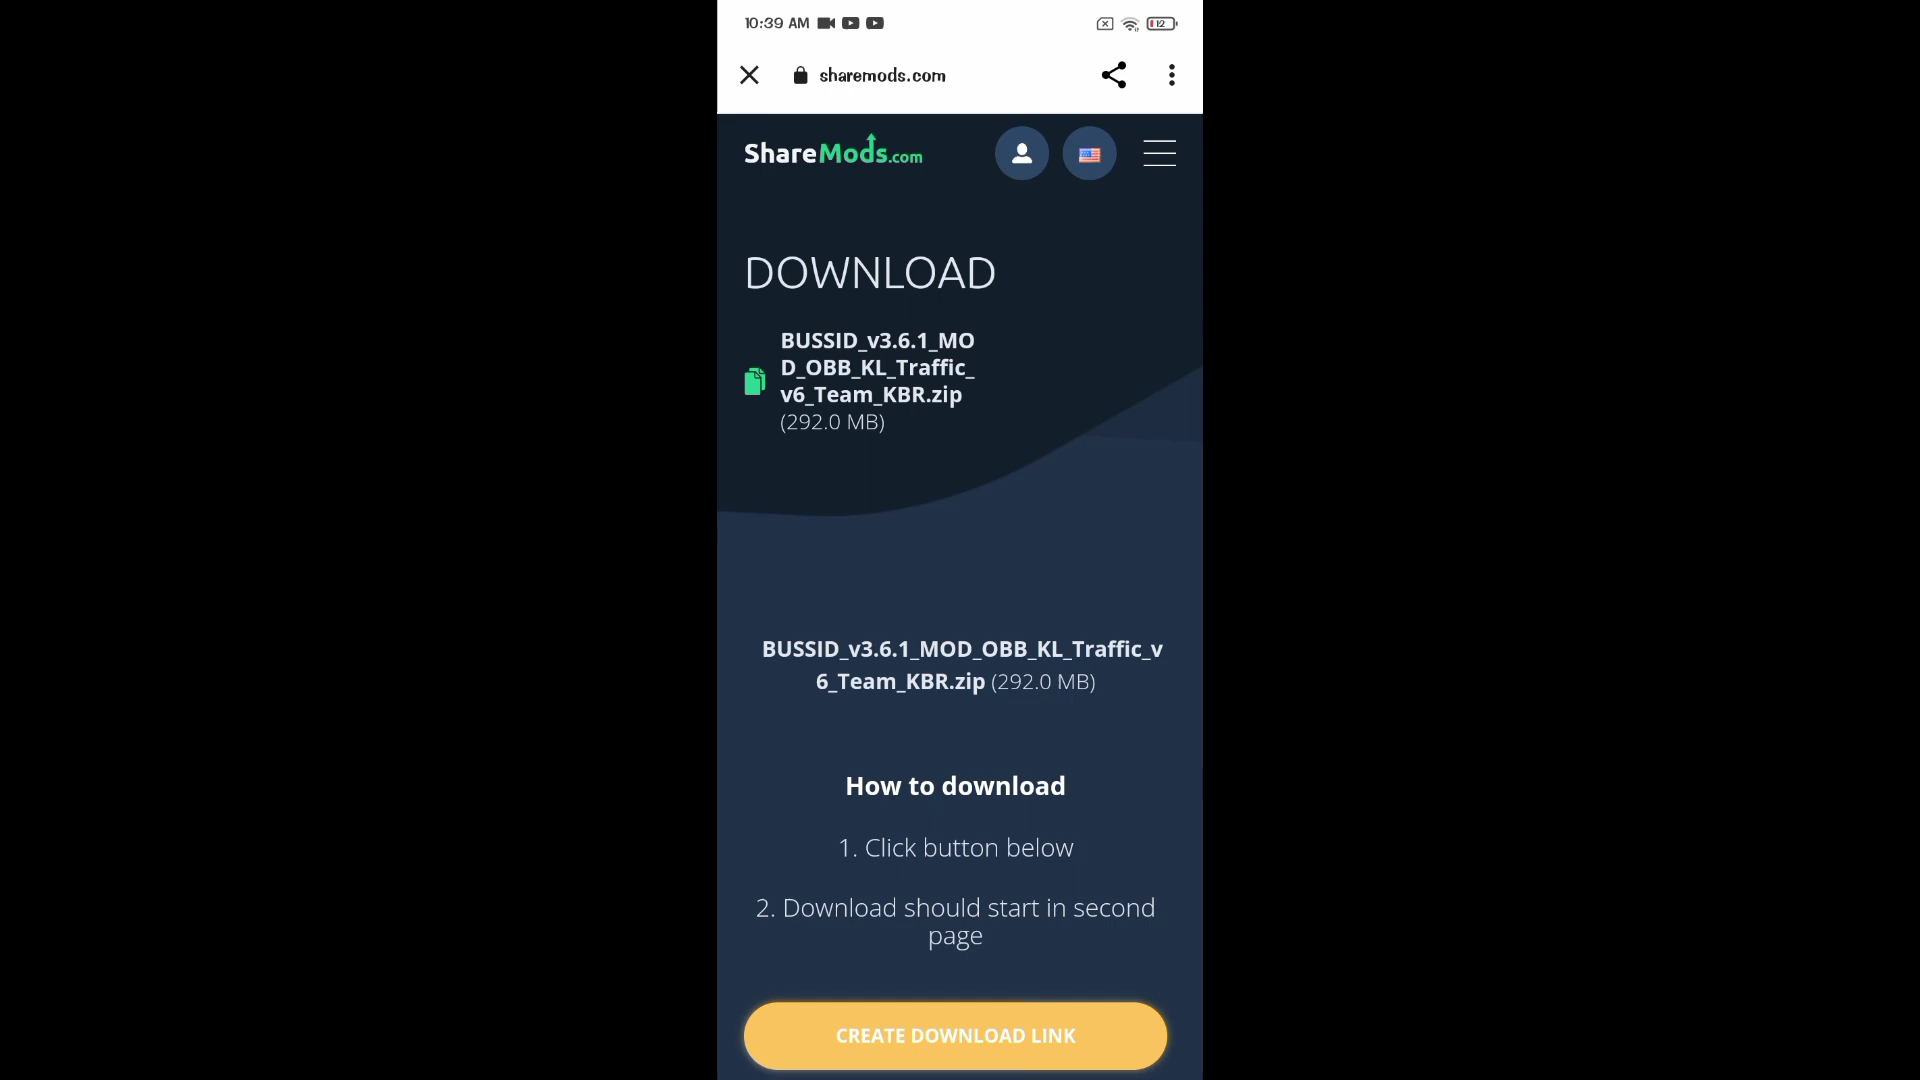 10:39 AM
12
sharemods.com
ShareMods.com
DOWNLOAD
BUSSID_v3.6.1_MO
D_OBB_KL_Traffic_
v6_Team_KBR.zip
(292.0 MB)
BUSSID_v3.6.1_MOD_OBB_KL_Traffic_v
6_Team_KBR.zip (292.0 MB)
How to download
1. Click button below
2. Download should start in second
page
CREATE DOWNLOAD LINK